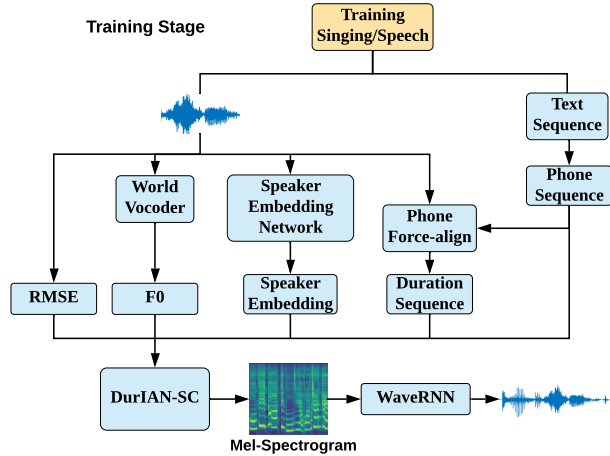 Training Stage
Training
Singing/Speech
Text
Sequence
World
Vocoder
Speaker
Embedding
Network
Phone
Force-align
Phone
Sequence
RMSE
F0
Speaker
Embedding
Duration
Sequence
DurIAN-SC
WaveRNN
Mel-Spectrogram